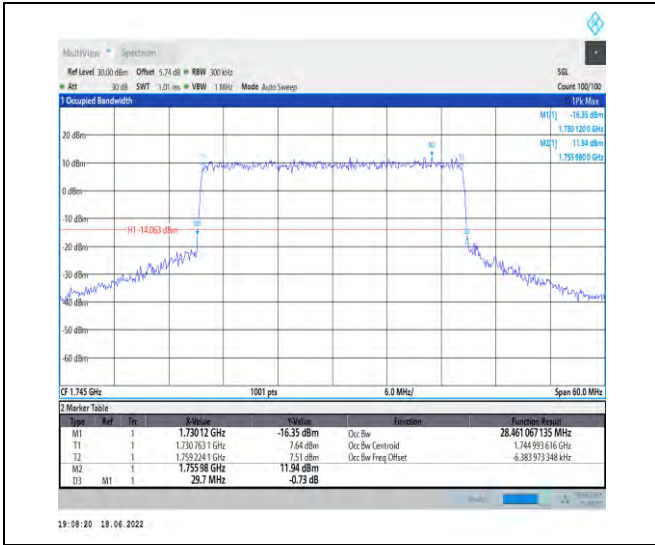 MultiView Spectrum
Ref Level 30.00 dBm Offset 5.74 dB RBW 300 kHz SGL
Att 30 dB SWT 1.01 ms VBW 1 MHz Mode Auto Sweep Count 100/100
1 Occupied Bandwidth 1Pk Max
M1[1] -16.35 dBm
1.730 120 0 GHz
M2[1] 11.94 dBm
1.755 980 0 GHz
20 dBm
10 dBm
0 dBm
-10 dBm
H1 -14.063 dBm
-20 dBm
-30 dBm
-40 dBm
-50 dBm
-60 dBm
CF 1.745 GHz 1001 pts 6.0 MHz/ Span 60.0 MHz
2 Marker Table
Type Ref Trc X-Value Y-Value Function Function Result
M1 1 1.73012 GHz -16.35 dBm Occ Bw 28.461 067 135 MHz
T1 1 1.730 763 1 GHz 7.64 dBm Occ Bw Centroid 1.744 993 616 GHz
T2 1 1.759 224 1 GHz 7.51 dBm Occ Bw Freq Offset -6.383 973 348 kHz
M2 1 1.75598 GHz 11.94 dBm
D3 M1 1 29.7 MHz -0.73 dB
19:08:20 18.06.2022